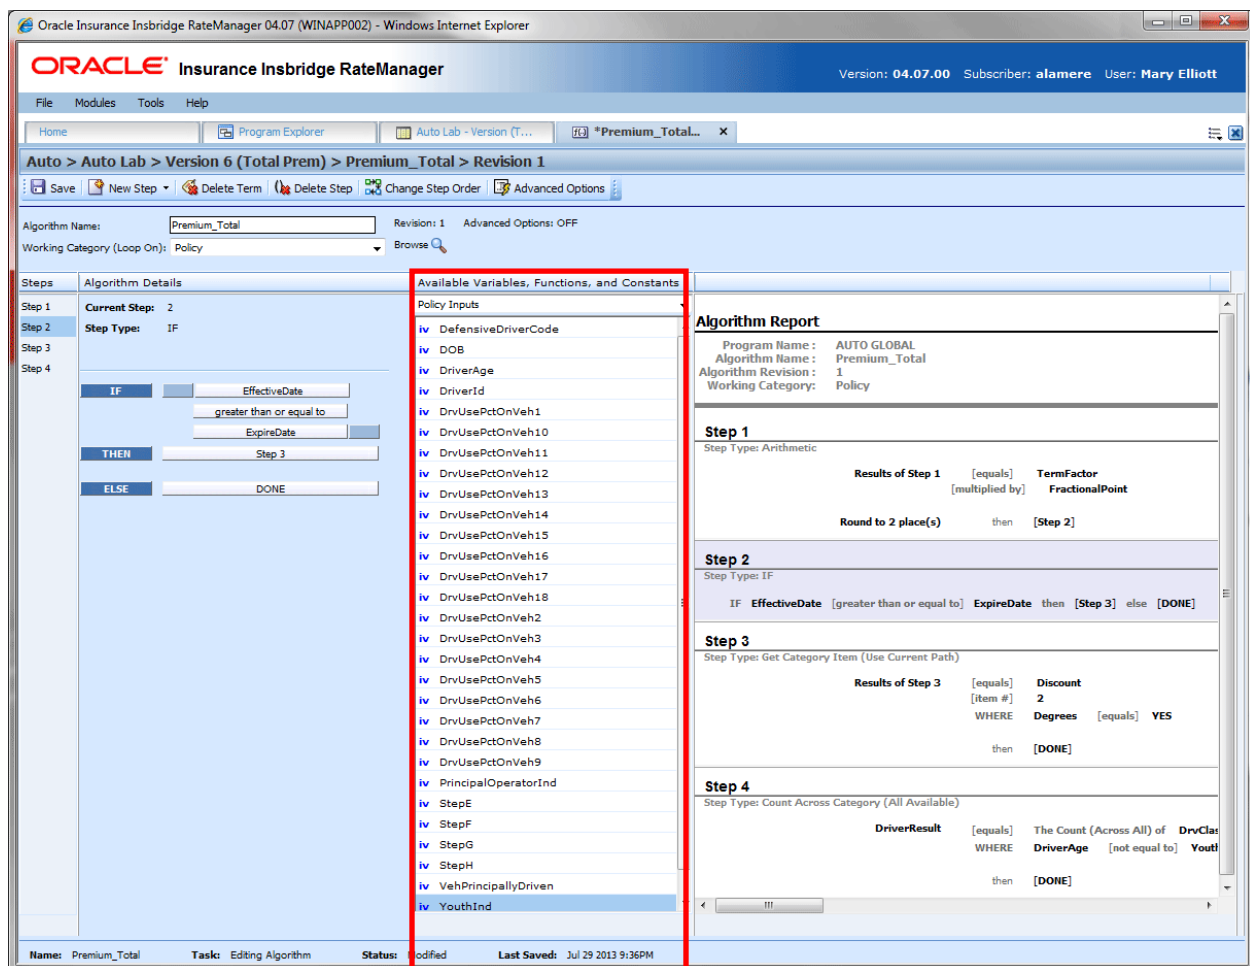 Oracle Insurance Insbridge RateManager 04.07 (WINAPP002) - Windows Internet Explorer
ORACLE Insurance Insbridge RateManager
Version: 04.07.00 Subscriber: alamere User: Mary Elliott
File Modules Tools Help
Home Program Explorer Auto Lab - Version (T... *Premium_Total... x
Auto > Auto Lab > Version 6 (Total Prem) > Premium_Total > Revision 1
Save New Step Delete Term Delete Step Change Step Order Advanced Options
Algorithm Name: Premium_Total Revision: 1 Advanced Options: OFF
Working Category (Loop On): Policy Browse
Steps Algorithm Details Available Variables, Functions, and Constants
Step 1
Step 2
Step 3
Step 4
Current Step: 2
Step Type: IF
IF EffectiveDate
greater than or equal to
ExpireDate
THEN Step 3
ELSE DONE
Policy Inputs
iv DefensiveDriverCode
iv DOB
iv DriverAge
iv DriverId
iv DrvUsePctOnVeh1
iv DrvUsePctOnVeh10
iv DrvUsePctOnVeh11
iv DrvUsePctOnVeh12
iv DrvUsePctOnVeh13
iv DrvUsePctOnVeh14
iv DrvUsePctOnVeh15
iv DrvUsePctOnVeh16
iv DrvUsePctOnVeh17
iv DrvUsePctOnVeh18
iv DrvUsePctOnVeh2
iv DrvUsePctOnVeh3
iv DrvUsePctOnVeh4
iv DrvUsePctOnVeh5
iv DrvUsePctOnVeh6
iv DrvUsePctOnVeh7
iv DrvUsePctOnVeh8
iv DrvUsePctOnVeh9
iv PrincipalOperatorInd
iv StepE
iv StepF
iv StepG
iv StepH
iv VehPrincipallyDriven
iv YouthInd
Algorithm Report
Program Name : AUTO GLOBAL
Algorithm Name : Premium_Total
Algorithm Revision : 1
Working Category: Policy
Step 1
Step Type: Arithmetic
Results of Step 1 [equals] TermFactor
[multiplied by] FractionalPoint
Round to 2 place(s) then [Step 2]
Step 2
Step Type: IF
IF EffectiveDate [greater than or equal to] ExpireDate then [Step 3] else [DONE]
Step 3
Step Type: Get Category Item (Use Current Path)
Results of Step 3 [equals] Discount
[item #] 2
WHERE Degrees [equals] YES
then [DONE]
Step 4
Step Type: Count Across Category (All Available)
DriverResult [equals] The Count (Across All) of DrvClas
WHERE DriverAge [not equal to] Youth
then [DONE]
Name: Premium_Total Task: Editing Algorithm Status: Modified Last Saved: Jul 29 2013 9:36PM